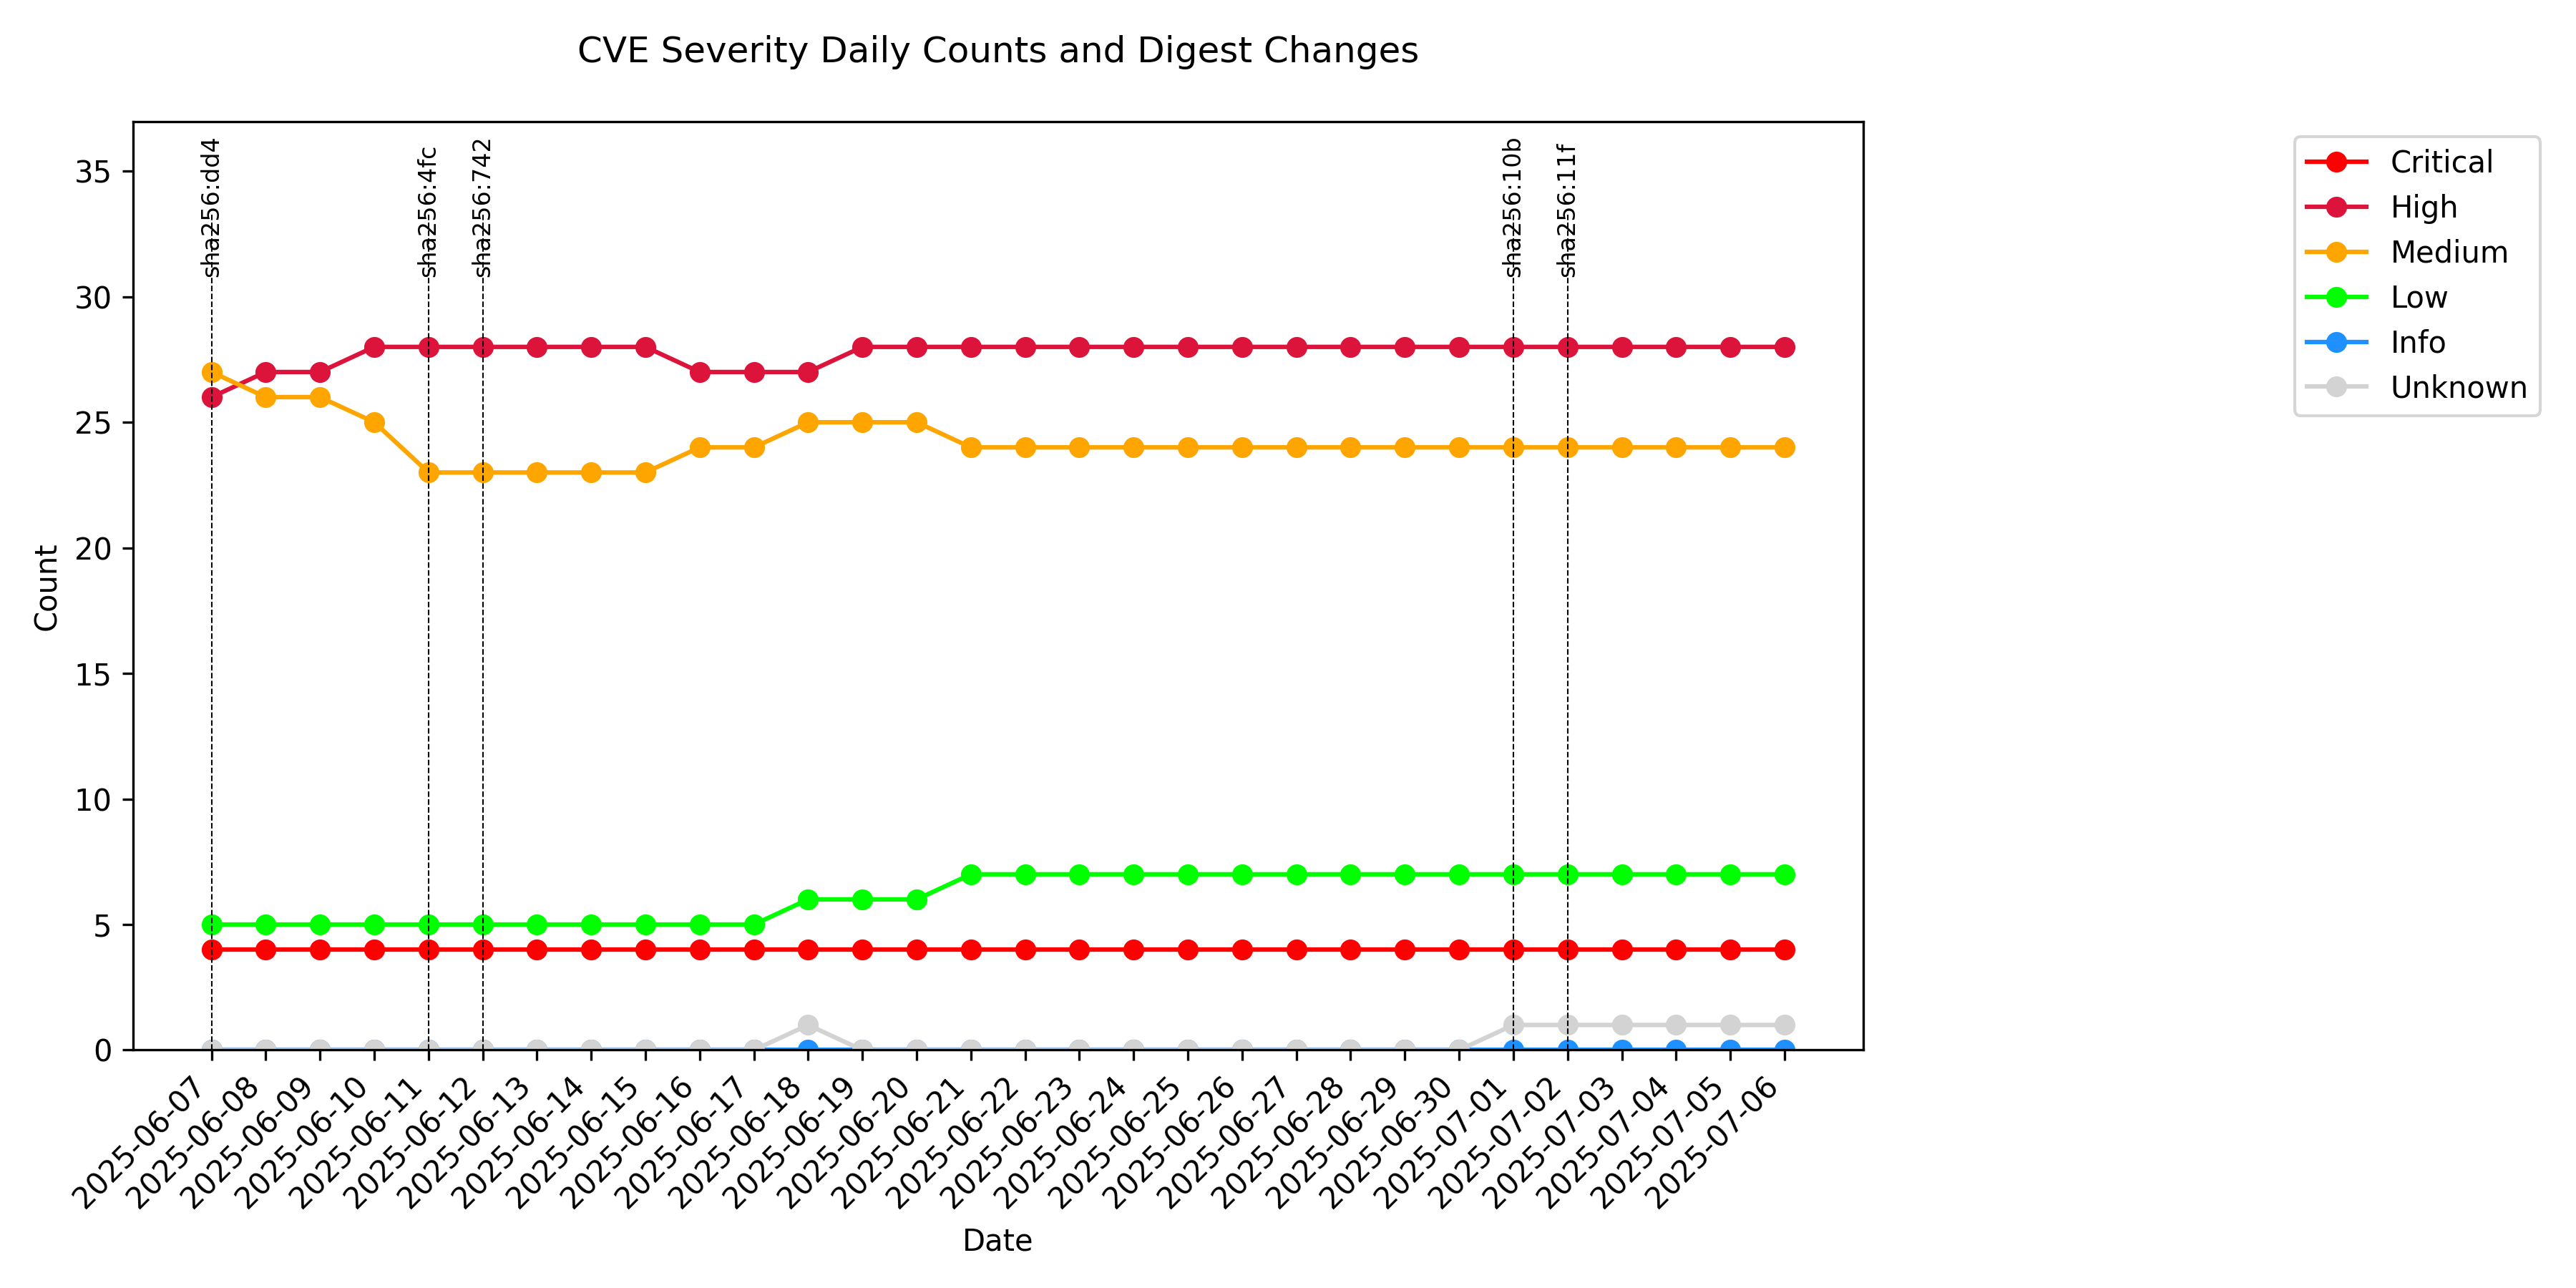 CVE Severity Daily Counts and Digest Changes
sha256:dd4
sha256:4fc
sha256:742
sha256:10b
sha256:11f
Critical
High
Medium
Low
Info
Unknown
Count
35
30
25
20
15
10
5
0
2025-06-07
2025-06-08
2025-06-09
2025-06-10
2025-06-11
2025-06-12
2025-06-13
2025-06-14
2025-06-15
2025-06-16
2025-06-17
2025-06-18
2025-06-19
2025-06-20
2025-06-21
2025-06-22
2025-06-23
2025-06-24
2025-06-25
2025-06-26
2025-06-27
2025-06-28
2025-06-29
2025-06-30
2025-07-01
2025-07-02
2025-07-03
2025-07-04
2025-07-05
2025-07-06
Date